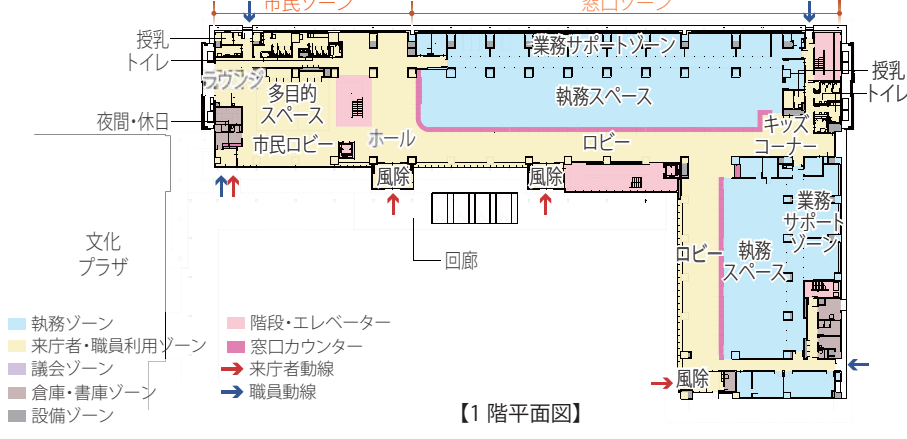 市民ゾーン
窓口ゾーン
授乳
トイレ
業務サポートゾーン
ラウンジ
多目的
スペース
執務スペース
授乳
トイレ
夜間・休日
市民ロビー
ホール
ロビー
キッズ
コーナー
風除
風除
文化
プラザ
回廊
ロビー
執務
スペース
業務
サポート
ゾーン
風除
執務ゾーン
来庁者・職員利用ゾーン
議会ゾーン
倉庫・書庫ゾーン
設備ゾーン
階段・エレベーター
窓口カウンター
来庁者動線
職員動線
【1 階平面図】